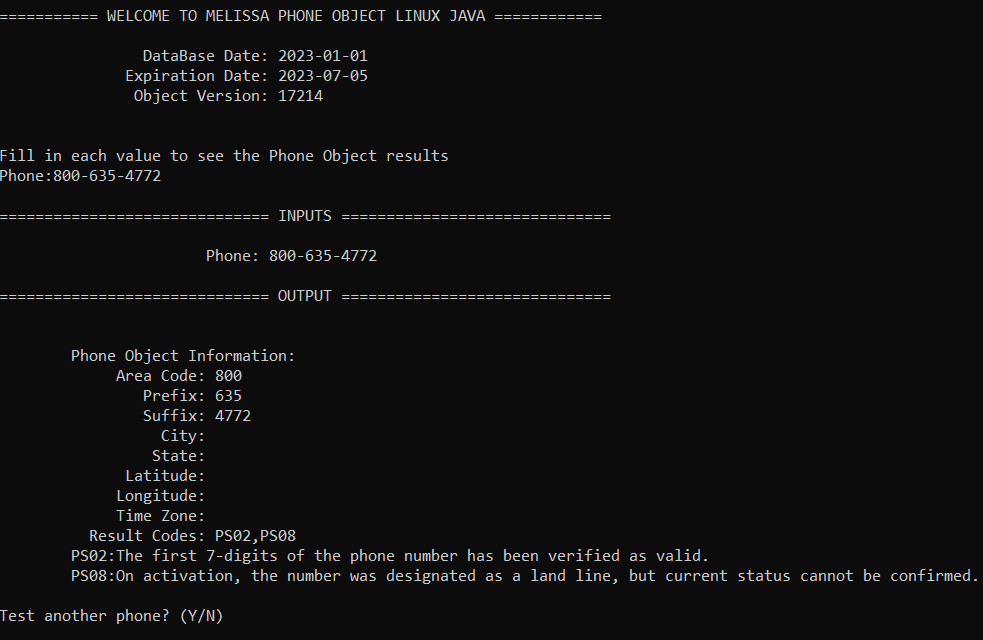 =========== WELCOME TO MELISSA PHONE OBJECT LINUX JAVA ============
DataBase Date: 2023-01-01
Expiration Date: 2023-07-05
Object Version: 17214
Fill in each value to see the Phone Object results
Phone:800-635-4772
============================== INPUTS ==============================
Phone: 800-635-4772
============================== OUTPUT ==============================
Phone Object Information:
Area Code: 800
Prefix: 635
Suffix: 4772
City:
State:
Latitude:
Longitude:
Time Zone:
Result Codes: PS02,PS08
PS02:The first 7-digits of the phone number has been verified as valid.
PS08:On activation, the number was designated as a land line, but current status cannot be confirmed.
Test another phone? (Y/N)